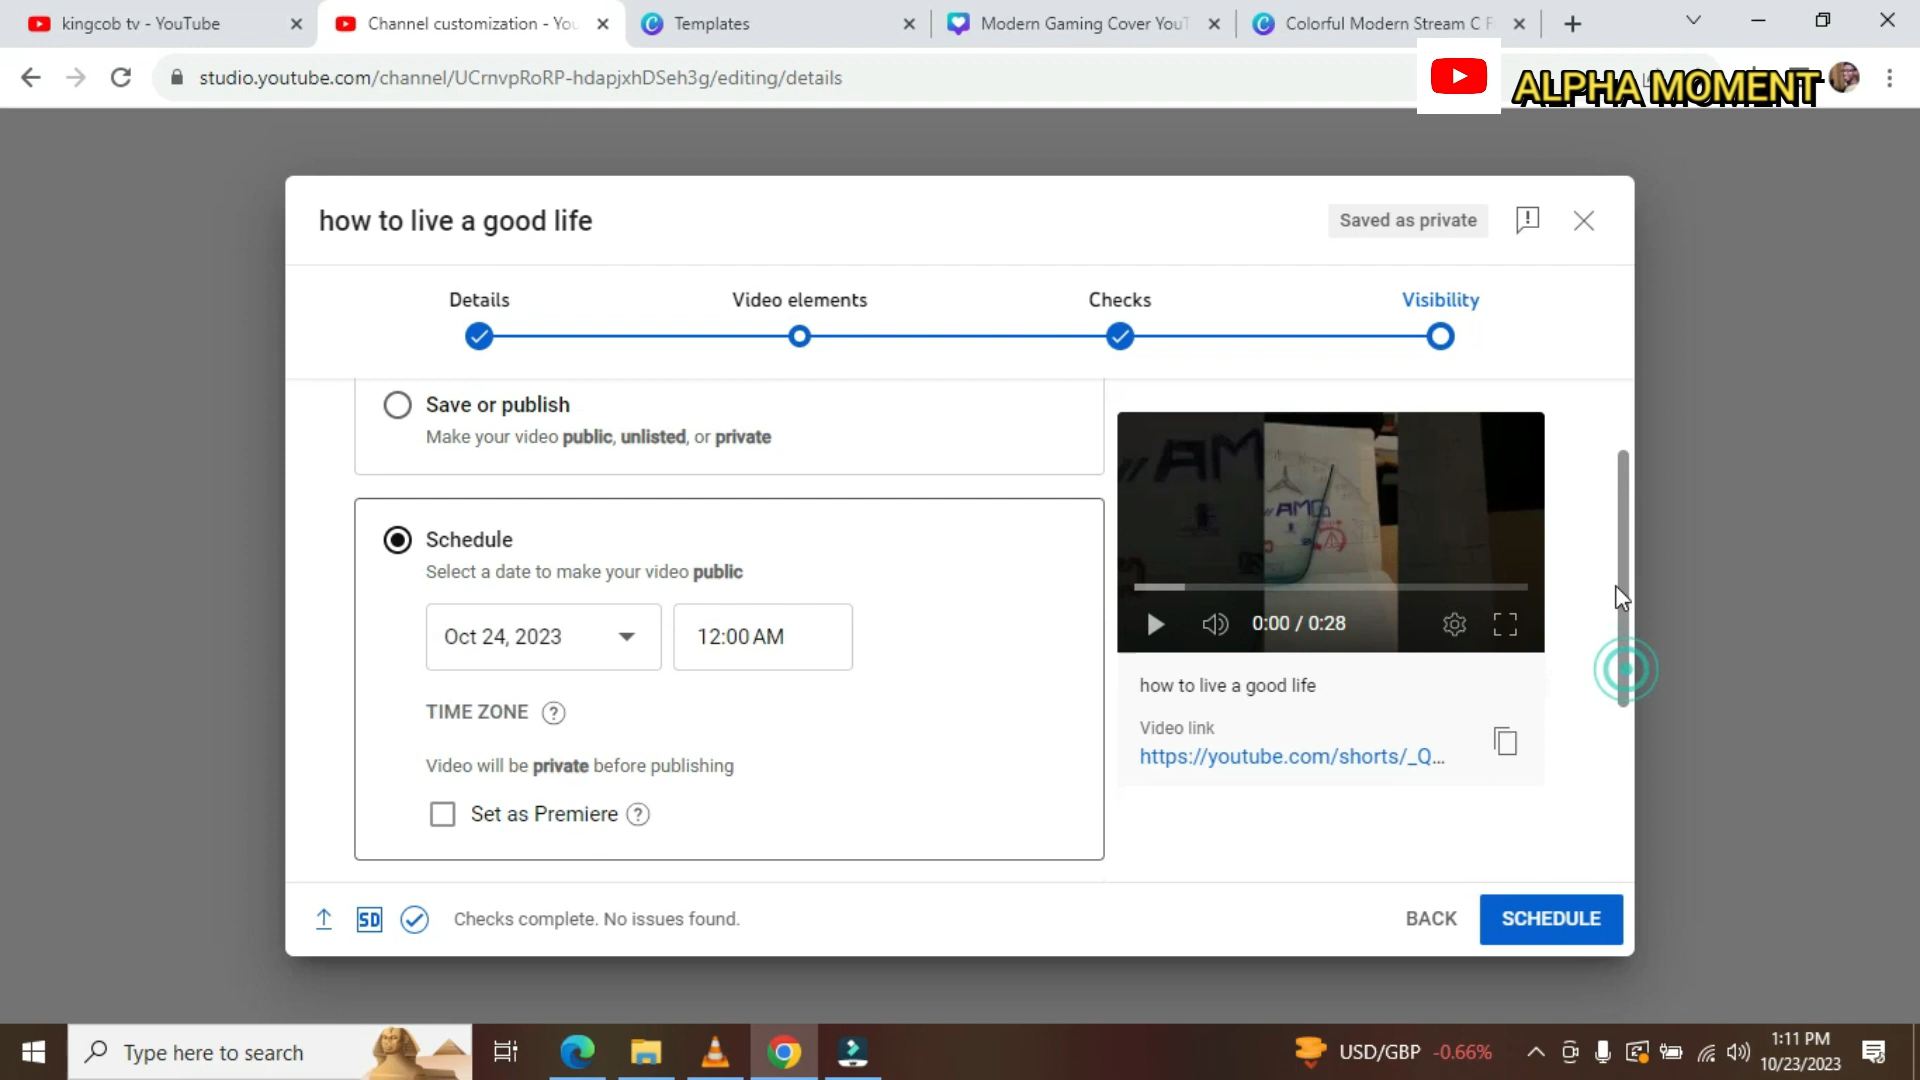 kingcob tv - YouTube
Channel customization - You
Templates
Modern Gaming Cover YouT
Colorful Modern Stream C F
studio.youtube.com/channel/UCrnvpRoRP-hdapjxhDSeh3g/editing/details
ALPHA MOMENT
how to live a good life
Saved as private
Details
Video elements
Checks
Visibility
Save or publish
Make your video public, unlisted, or private
Schedule
Select a date to make your video public
Oct 24, 2023
12:00 AM
TIME ZONE
Video will be private before publishing
Set as Premiere
//AMG
0:00 / 0:28
how to live a good life
Video link
https://youtube.com/shorts/_Q...
SD
Checks complete. No issues found.
BACK
SCHEDULE
Type here to search
USD/GBP -0.66%
1:11 PM
10/23/2023